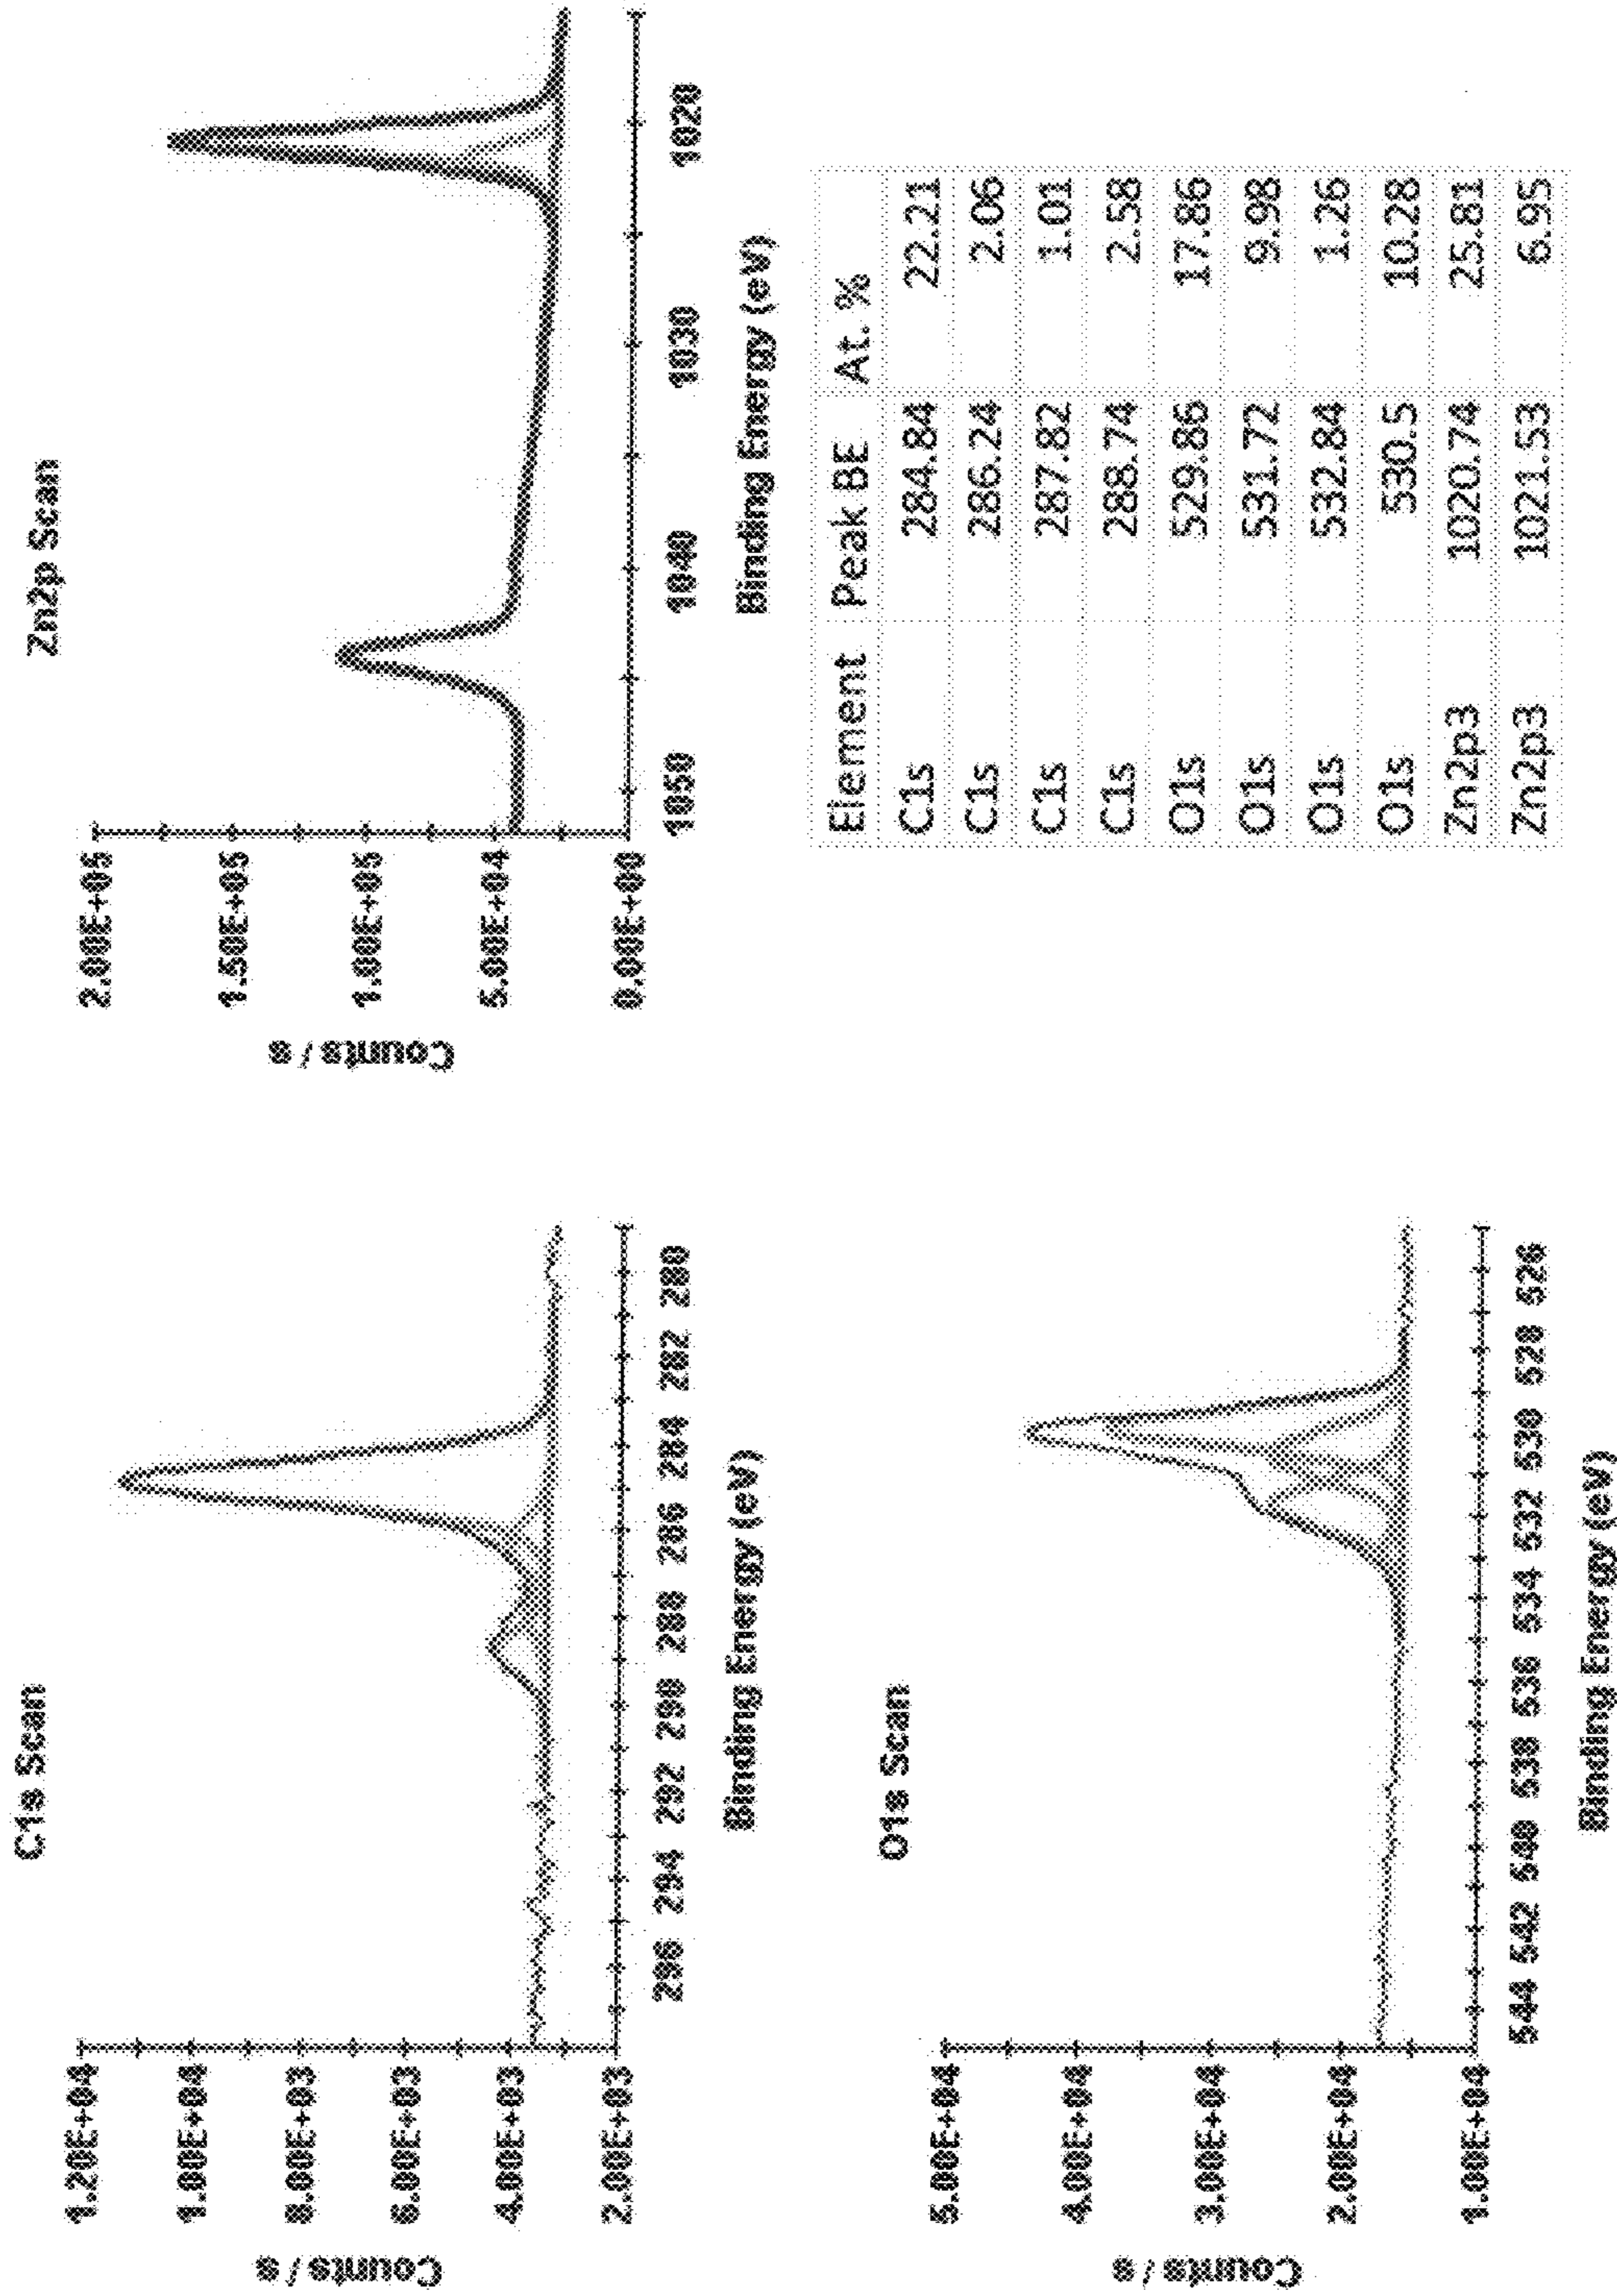 C1s Scan
Counts / s
1.20E+04
1.00E+04
8.00E+03
6.00E+03
4.00E+03
2.00E+03
296 294 292 290 288 286 284 282 280
Binding Energy (eV)
Zn2p Scan
Counts / s
2.00E+05
1.50E+05
1.00E+05
5.00E+04
0.00E+00
1050 1040 1030 1020
Binding Energy (eV)
O1s Scan
Counts / s
5.00E+04
4.00E+04
3.00E+04
2.00E+04
1.00E+04
544 542 540 538 536 534 532 530 528 526
Binding Energy (eV)
Element Peak BE At. %
C1s 284.84 22.21
C1s 286.24 2.06
C1s 287.82 1.01
C1s 288.74 2.58
O1s 529.86 17.86
O1s 531.72 9.98
O1s 532.84 1.26
O1s 530.5 10.28
Zn2p3 1020.74 25.81
Zn2p3 1021.53 6.95